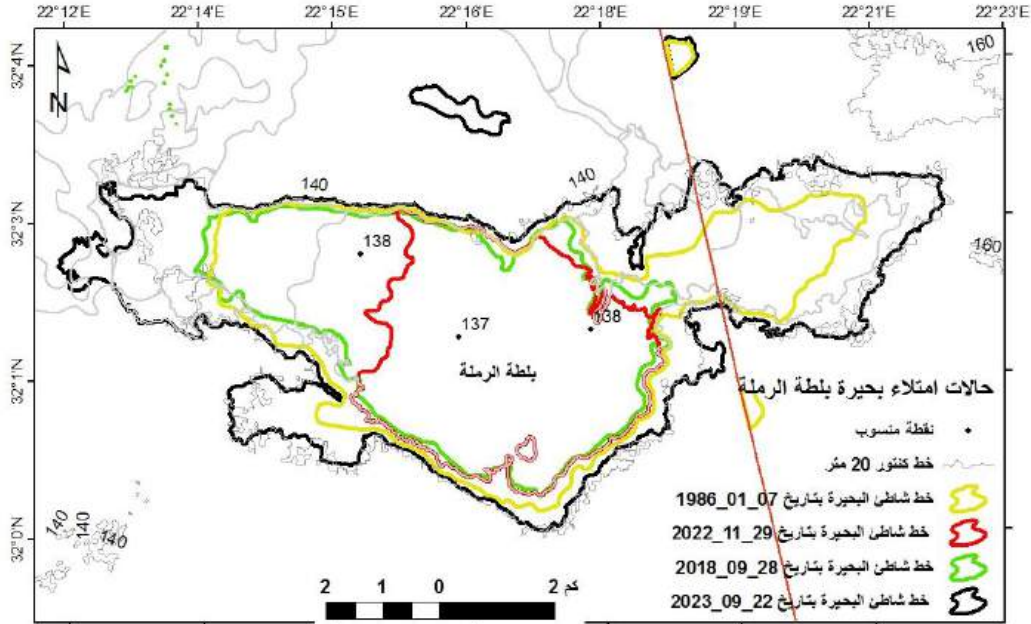 22°12'E 22°14'E 22°15'E 22°16'E 22°18'E 22°19'E 22°21'E 22°23'E
32°4'N
160
N
140
140
32°3'N
138
160
137
138
بلطة الرملة
32°1'N
حالات امتلاء بحيرة بلطة الرملة
نقطة منسوب
خط كنتور 20 متر
خط شاطئ البحيرة بتاريخ 07_01_1986
140 140
140
32°0'N
خط شاطئ البحيرة بتاريخ 29_11_2022
خط شاطئ البحيرة بتاريخ 28_09_2018
2 1 0 2 كم
خط شاطئ البحيرة بتاريخ 22_09_2023